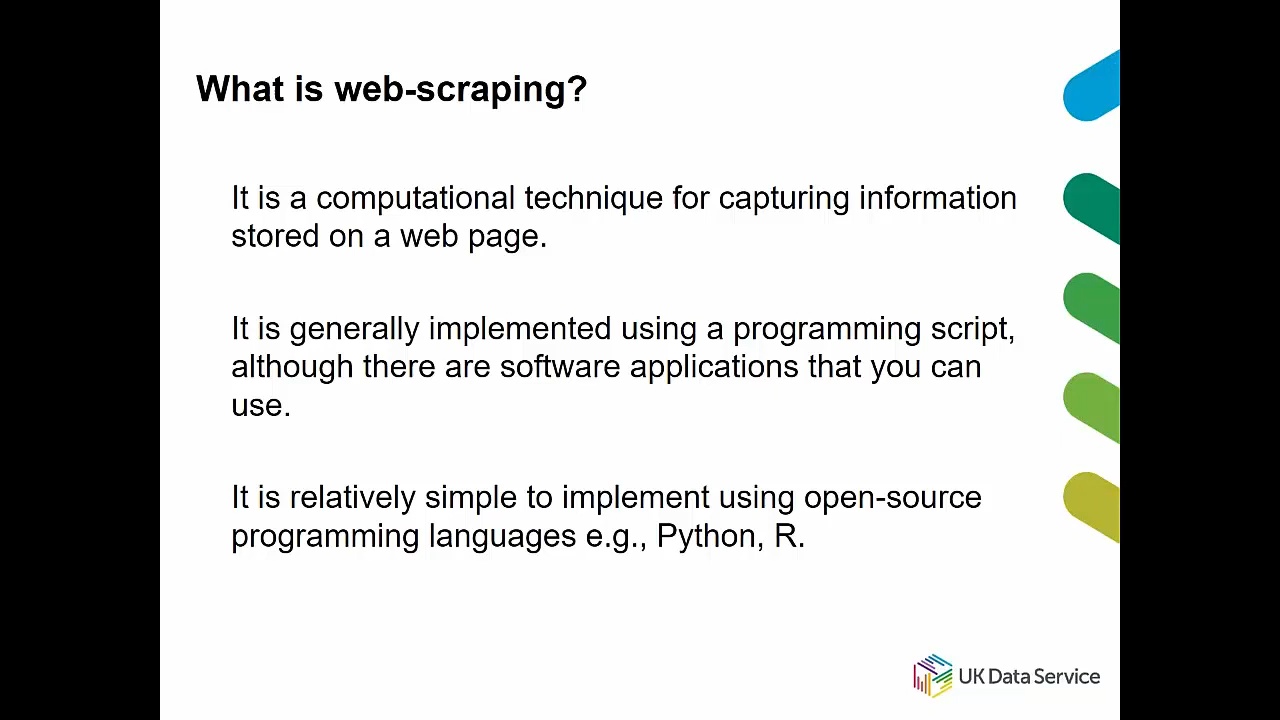 What is web-scraping?
It is a computational technique for capturing information
stored on a web page.
It is generally implemented using a programming script,
although there are software applications that you can
use.
It is relatively simple to implement using open-source
programming languages e.g., Python, R.
UK Data Service